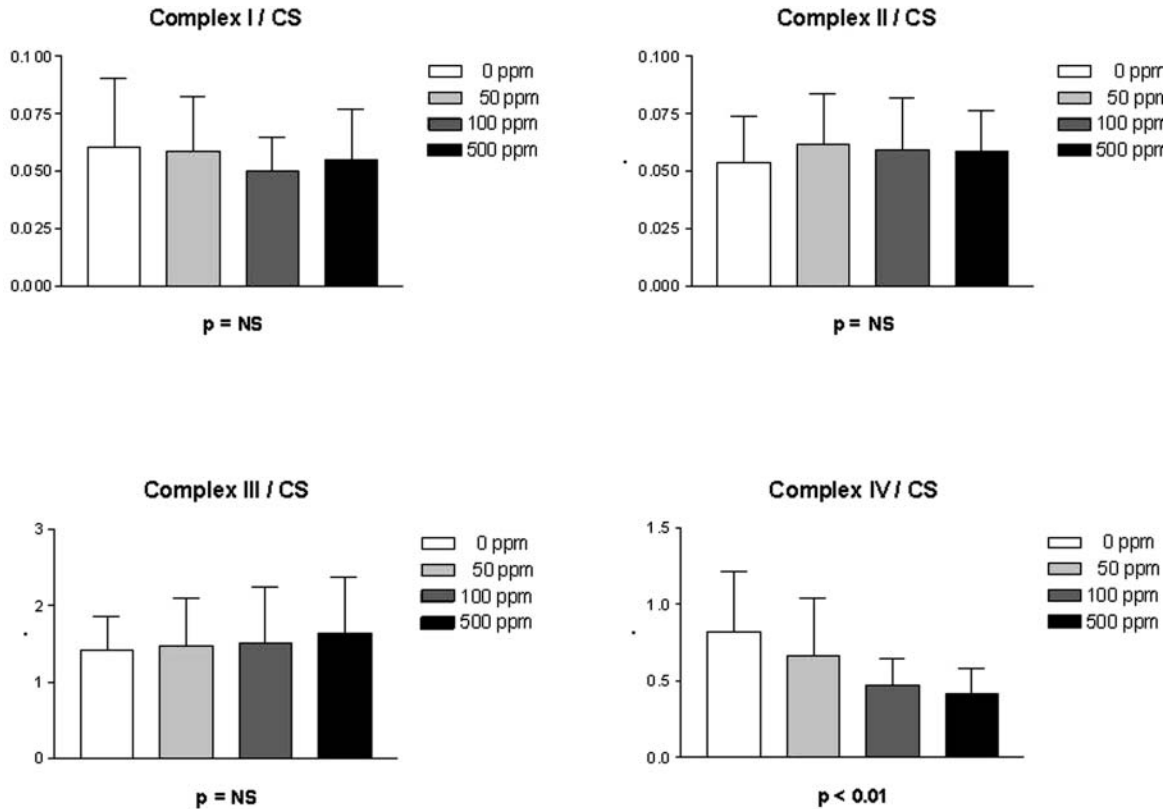 Complex I / CS
0.100
0.075
0.050
0.025
0.000
0 ppm
50 ppm
100 ppm
500 ppm
p = NS
Complex II / CS
0.100
0.075
0.050
0.025
0.000
0 ppm
50 ppm
100 ppm
500 ppm
p = NS
Complex III / CS
3
2
1
0
0 ppm
50 ppm
100 ppm
500 ppm
p = NS
Complex IV / CS
1.5
1.0
0.5
0.0
0 ppm
50 ppm
100 ppm
500 ppm
p < 0.01